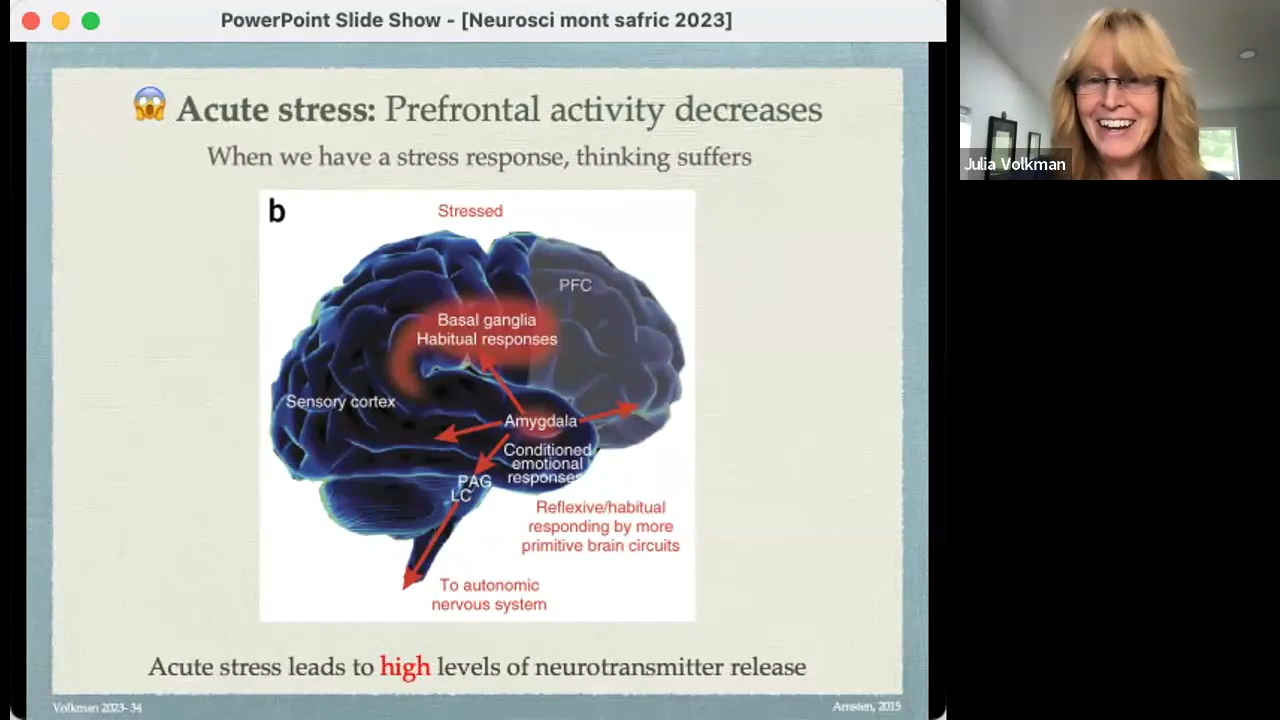 PowerPoint Slide Show - [Neurosci mont safric 2023]
😱 Acute stress: Prefrontal activity decreases
When we have a stress response, thinking suffers
b
Stressed
PFC
Basal ganglia
Habitual responses
Sensory cortex
Amygdala
Conditioned
emotional
responses
PAG
LC
Reflexive/habitual
responding by more
primitive brain circuits
To autonomic
nervous system
Acute stress leads to high levels of neurotransmitter release
Volkman 2023- 34
Arnsten, 2015
Julia Volkman